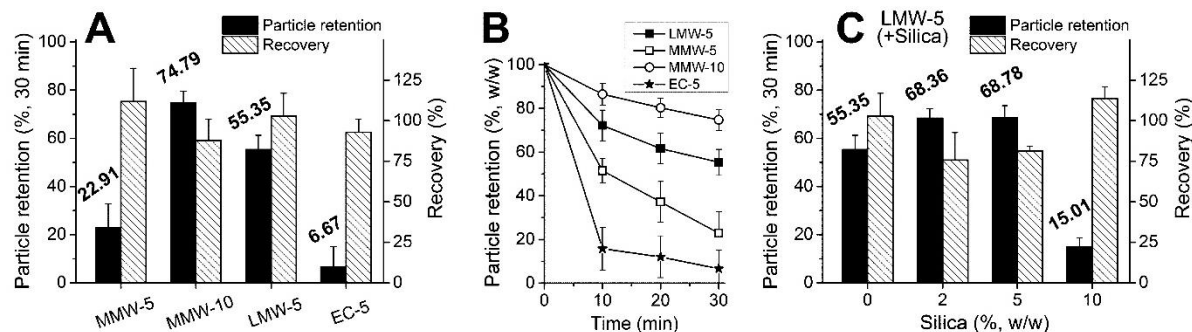 A
Particle retention
Recovery
Particle retention (%, 30 min)
100
80
60
40
20
0
22.91
74.79
55.35
6.67
125
100
75
50
25
0
Recovery (%)
MMW-5
MMW-10
LMW-5
EC-5
B
LMW-5
MMW-5
MMW-10
EC-5
Particle retention (%, w/w)
100
80
60
40
20
0
0
10
20
30
Time (min)
C
LMW-5
(+Silica)
Particle retention
Recovery
Particle retention (%, 30 min)
100
80
60
40
20
0
55.35
68.36
68.78
15.01
125
100
75
50
25
0
Recovery (%)
0
2
5
10
Silica (%, w/w)